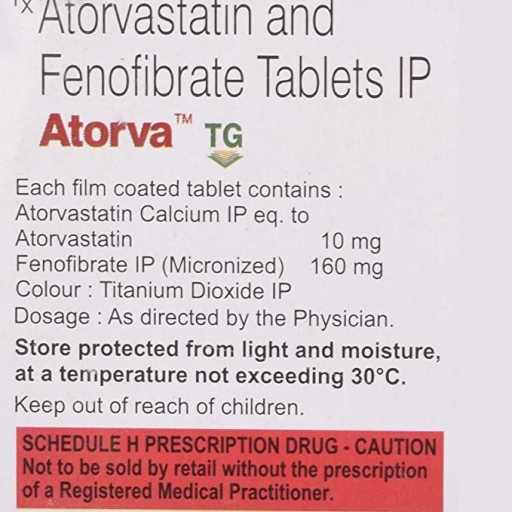 Rx Atorvastatin and
Fenofibrate Tablets IP
Atorva™ TG
Each film coated tablet contains :
Atorvastatin Calcium IP eq. to
Atorvastatin 10 mg
Fenofibrate IP (Micronized) 160 mg
Colour : Titanium Dioxide IP
Dosage : As directed by the Physician.
Store protected from light and moisture,
at a temperature not exceeding 30°C.
Keep out of reach of children.
SCHEDULE H PRESCRIPTION DRUG - CAUTION
Not to be sold by retail without the prescription
of a Registered Medical Practitioner.